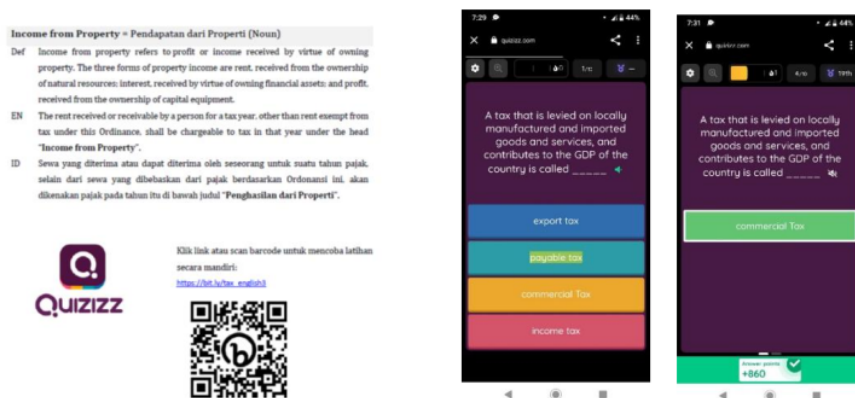 Income from Property = Pendapatan dari Properti (Noun)
Def Income from property refers to profit or income received by virtue of owning
property. The three forms of property income are rent, received from the ownership
of natural resources; interest, received by virtue of owning financial assets; and profit,
received from the ownership of capital equipment.
EN The rent received or receivable by a person for a tax year, other than rent exempt from
tax under this Ordinance, shall be chargeable to tax in that year under the head
"Income from Property".
ID Sewa yang diterima atau dapat diterima oleh seseorang untuk suatu tahun pajak,
selain dari sewa yang dibebaskan dari pajak berdasarkan Ordonansi ini, akan
dikenakan pajak pada tahun itu di bawah judul "Penghasilan dari Properti".
Klik link atau scan barcode untuk mencoba latihan
secara mandiri:
https://bit.ly/tax_english3
QUIZIZZ
7:29
44%
quizizz.com
1/10
A tax that is levied on locally
manufactured and imported
goods and services, and
contributes to the GDP of the
country is called _____
export tax
payable tax
commercial Tax
income tax
7:31
44%
quizizz.com
4/10
19th
A tax that is levied on locally
manufactured and imported
goods and services, and
contributes to the GDP of the
country is called _____
commercial Tax
Answer points
+860